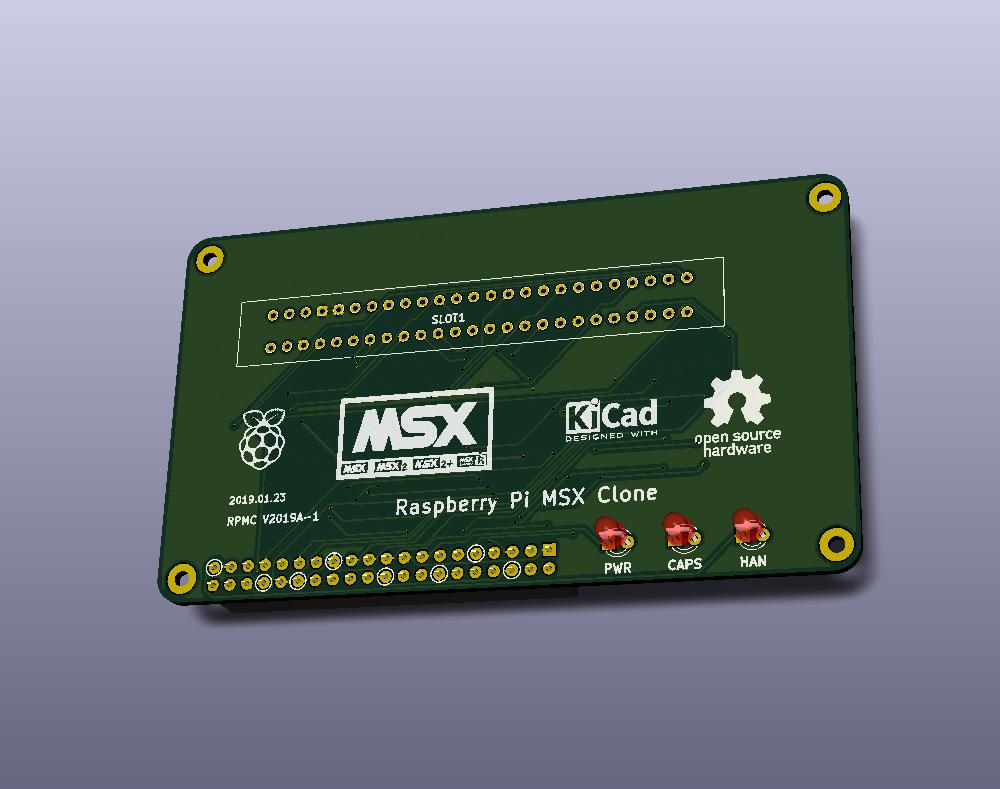 SLOT1
MSX
MSX MSX2 MSX2+ MSX
KiCad
DESIGNED WITH
open source
hardware
2019.01.23
RPMC V2019A-1
Raspberry Pi MSX Clone
PWR CAPS HAN